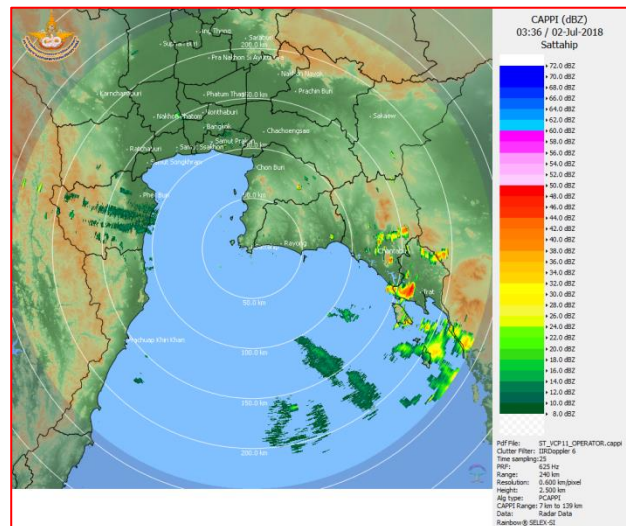 CAPPI (dBZ)
03:36 / 02-Jul-2018
Sattahip
Ang Thong
Saraburi
Suphan Buri
200.0 km
Pra Nakhon Si Ayutthaya
Nakhon Nayok
Kanchanaburi
Phatum Thani
Prachin Buri
Nonthaburi
Nakhon Pathom
Sakaeo
Bangkok
Chachoengsao
Ratchaburi
Samut Prakan
Samut Sakhon
Samut Songkhram
Chon Buri
Phet Buri
Rayong
Chanthaburi
50.0 km
Trat
Prachuap Khiri Khan
100.0 km
150.0 km
200.0 km
72.0 dBZ
70.0 dBZ
68.0 dBZ
66.0 dBZ
64.0 dBZ
62.0 dBZ
60.0 dBZ
58.0 dBZ
56.0 dBZ
54.0 dBZ
52.0 dBZ
50.0 dBZ
48.0 dBZ
46.0 dBZ
44.0 dBZ
42.0 dBZ
40.0 dBZ
38.0 dBZ
36.0 dBZ
34.0 dBZ
32.0 dBZ
30.0 dBZ
28.0 dBZ
26.0 dBZ
24.0 dBZ
22.0 dBZ
20.0 dBZ
18.0 dBZ
16.0 dBZ
14.0 dBZ
12.0 dBZ
10.0 dBZ
8.0 dBZ
Pdf File: ST_VCP11_OPERATOR.cappi
Clutter Filter: IIRDoppler 6
Time sampling: 25
PRF: 625 Hz
Range: 240 km
Resolution: 0.600 km/pixel
Height: 2.500 km
Alg type: PCAPPI
CAPPI Range: 7 km to 139 km
Data: Radar Data
Rainbow® SELEX-SI